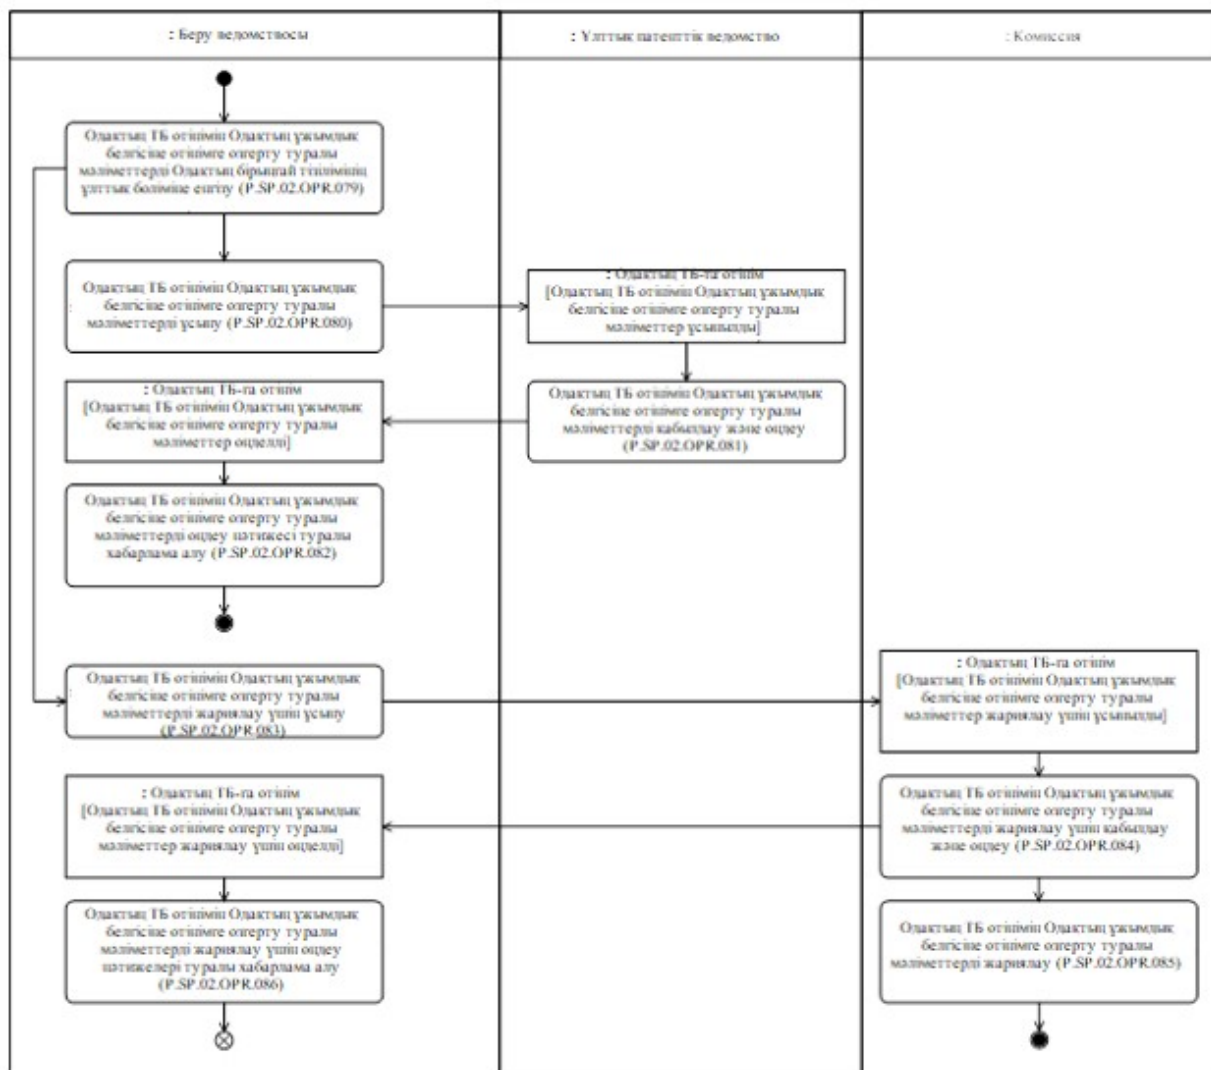 : Беру ведомствосы
: Ұлттық патенттік ведомство
: Комиссия
Одақтың ТБ өтінімін Одақтың ұжымдық
белгісіне өтінімге өзгерту туралы
мәліметтерді Одақтың бірыңғай тізілімінің
ұлттық бөліміне енгізу (P.SP.02.OPR.079)
Одақтың ТБ өтінімін Одақтың ұжымдық
белгісіне өтінімге өзгерту туралы
мәліметтерді ұсыну (P.SP.02.OPR.080)
: Одақтың ТБ-ға өтінім
[Одақтың ТБ өтінімін Одақтың ұжымдық
белгісіне өтінімге өзгерту туралы
мәліметтер ұсынылды]
Одақтың ТБ өтінімін Одақтың ұжымдық
белгісіне өтінімге өзгерту туралы
мәліметтерді қабылдау және өңдеу
(P.SP.02.OPR.081)
: Одақтың ТБ-ға өтінім
[Одақтың ТБ өтінімін Одақтың ұжымдық
белгісіне өтінімге өзгерту туралы
мәліметтер өңделді]
Одақтың ТБ өтінімін Одақтың ұжымдық
белгісіне өтінімге өзгерту туралы
мәліметтерді өңдеу нәтижесі туралы
хабарлама алу (P.SP.02.OPR.082)
Одақтың ТБ өтінімін Одақтың ұжымдық
белгісіне өтінімге өзгерту туралы
мәліметтерді жариялау үшін ұсыну
(P.SP.02.OPR.083)
: Одақтың ТБ-ға өтінім
[Одақтың ТБ өтінімін Одақтың ұжымдық
белгісіне өтінімге өзгерту туралы
мәліметтер жариялау үшін ұсынылды]
Одақтың ТБ өтінімін Одақтың ұжымдық
белгісіне өтінімге өзгерту туралы
мәліметтерді жариялау үшін қабылдау
және өңдеу (P.SP.02.OPR.084)
: Одақтың ТБ-ға өтінім
[Одақтың ТБ өтінімін Одақтың ұжымдық
белгісіне өтінімге өзгерту туралы
мәліметтер жариялау үшін өңделді]
Одақтың ТБ өтінімін Одақтың ұжымдық
белгісіне өтінімге өзгерту туралы
мәліметтерді жариялау үшін өңдеу
нәтижелері туралы хабарлама алу
(P.SP.02.OPR.086)
Одақтың ТБ өтінімін Одақтың ұжымдық
белгісіне өтінімге өзгерту туралы
мәліметтерді жариялау (P.SP.02.OPR.085)